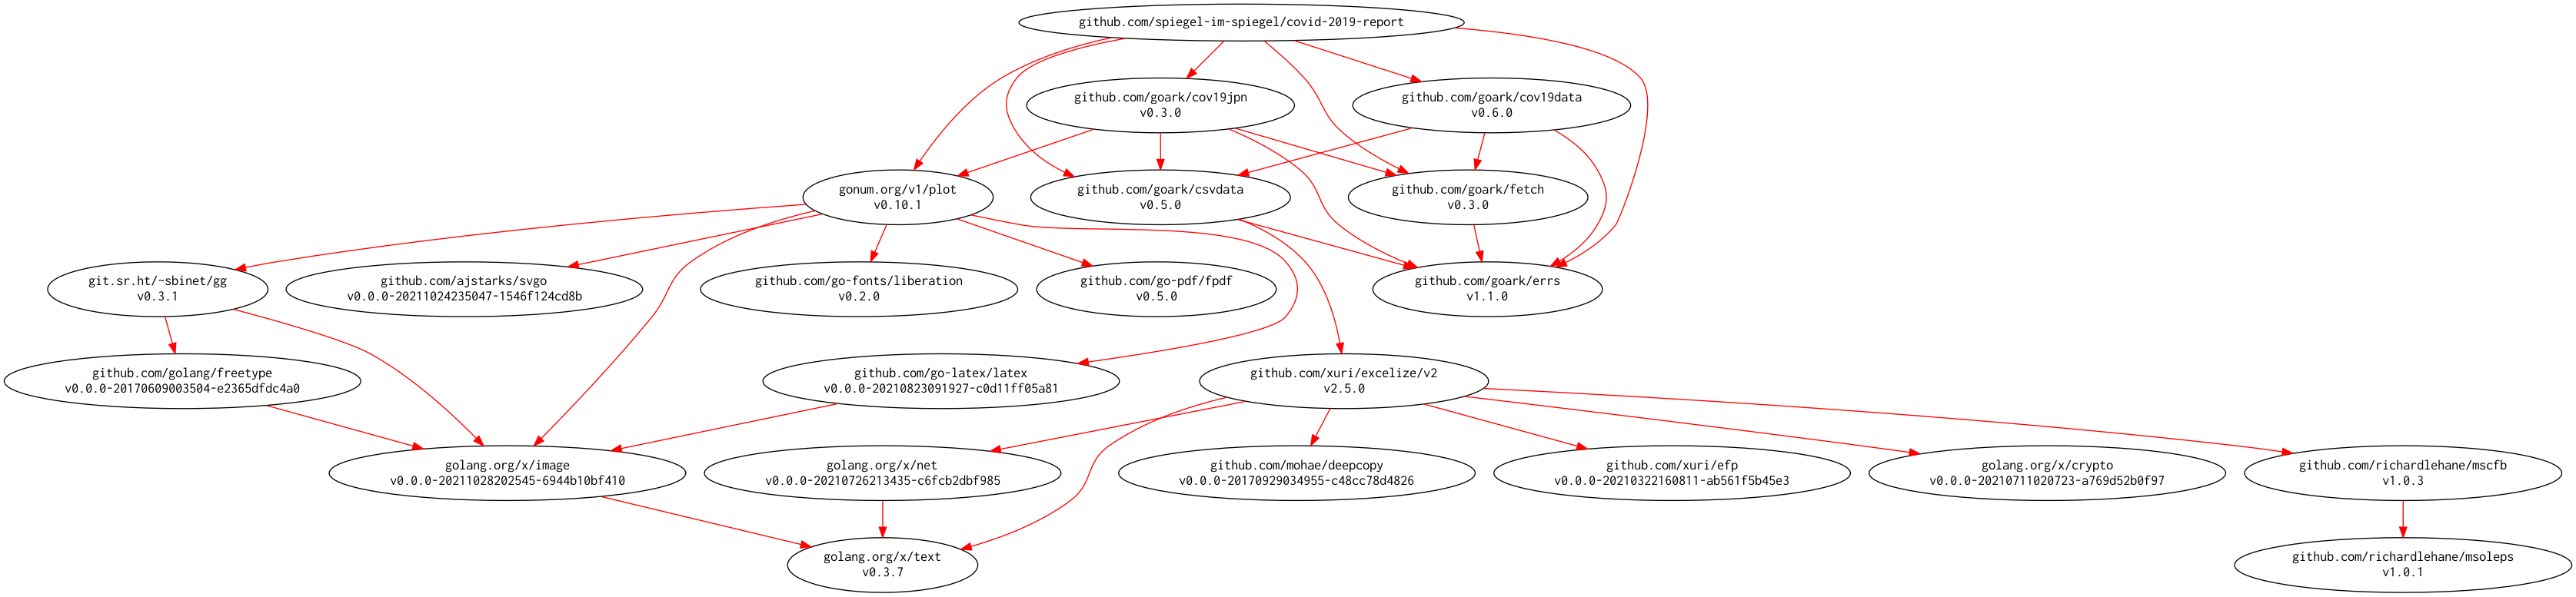 github.com/spiegel-im-spiegel/covid-2019-report
github.com/goark/cov19jpn
v0.3.0
github.com/goark/cov19data
v0.6.0
gonum.org/v1/plot
v0.10.1
github.com/goark/csvdata
v0.5.0
github.com/goark/fetch
v0.3.0
git.sr.ht/~sbinet/gg
v0.3.1
github.com/ajstarks/svgo
v0.0.0-20211024235047-1546f124cd8b
github.com/go-fonts/liberation
v0.2.0
github.com/go-pdf/fpdf
v0.5.0
github.com/goark/errs
v1.1.0
github.com/golang/freetype
v0.0.0-20170609003504-e2365dfdc4a0
github.com/go-latex/latex
v0.0.0-20210823091927-c0d11ff05a81
github.com/xuri/excelize/v2
v2.5.0
golang.org/x/image
v0.0.0-20211028202545-6944b10bf410
golang.org/x/net
v0.0.0-20210726213435-c6fcb2dbf985
github.com/mohae/deepcopy
v0.0.0-20170929034955-c48cc78d4826
github.com/xuri/efp
v0.0.0-20210322160811-ab561f5b45e3
golang.org/x/crypto
v0.0.0-20210711020723-a769d52b0f97
github.com/richardlehane/mscfb
v1.0.3
golang.org/x/text
v0.3.7
github.com/richardlehane/msoleps
v1.0.1